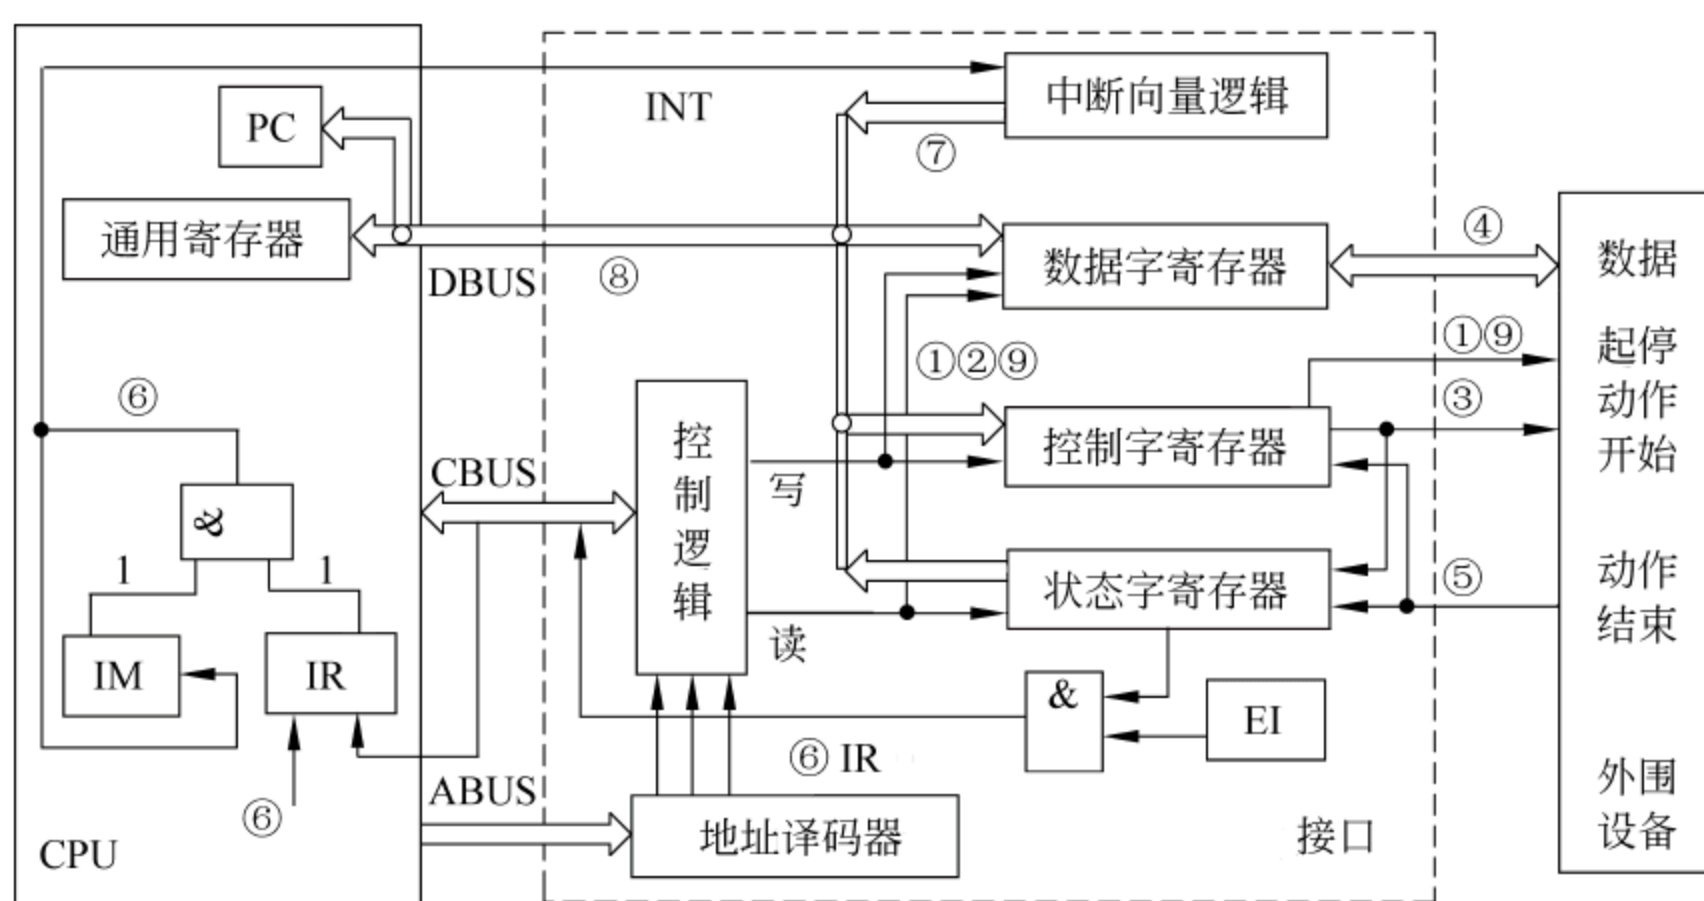 中断向量逻辑
INT
PC
⑦
通用寄存器
DBUS
⑧
数据字寄存器
④
数据
①②⑨
①⑨
起停
动作
开始
③
⑥
控制逻辑
CBUS
写
控制字寄存器
&
1
1
状态字寄存器
⑤
动作
结束
读
IM
IR
&
EI
⑥ IR
⑥
ABUS
地址译码器
接口
外围
设备
CPU